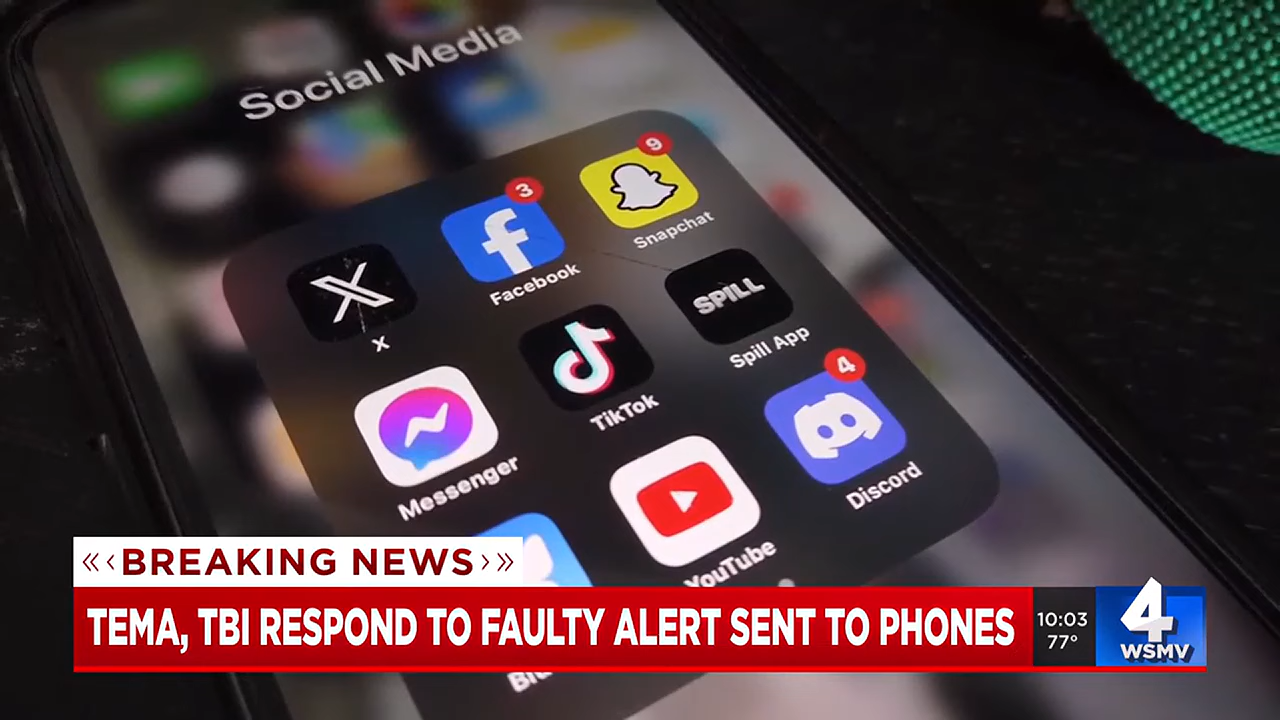 Social Media
9
3
Snapchat
Facebook
X
SPILL
Spill App
4
TikTok
Messenger
Discord
YouTube
«‹BREAKING NEWS›»
TEMA, TBI RESPOND TO FAULTY ALERT SENT TO PHONES
10:03
77°
4
WSMV